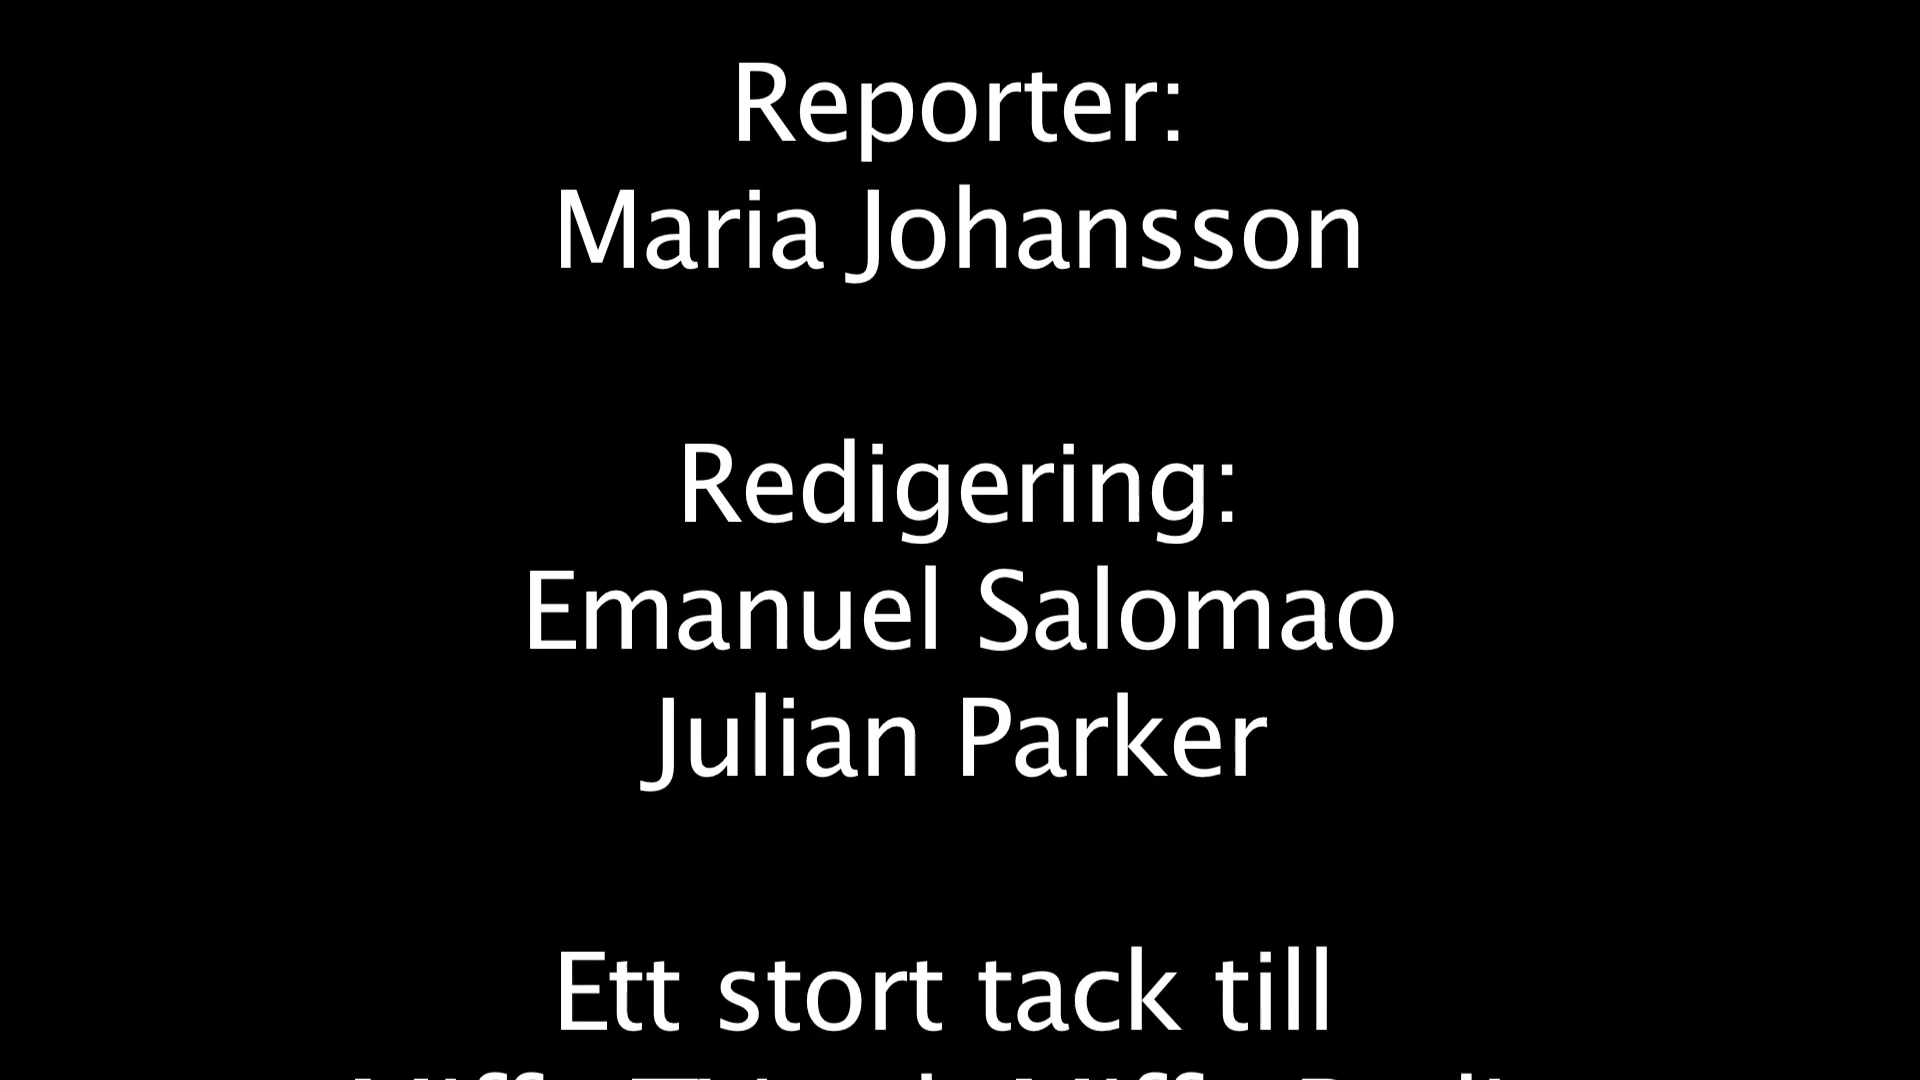 Reporter:
Maria Johansson
Redigering:
Emanuel Salomao
Julian Parker
Ett stort tack till